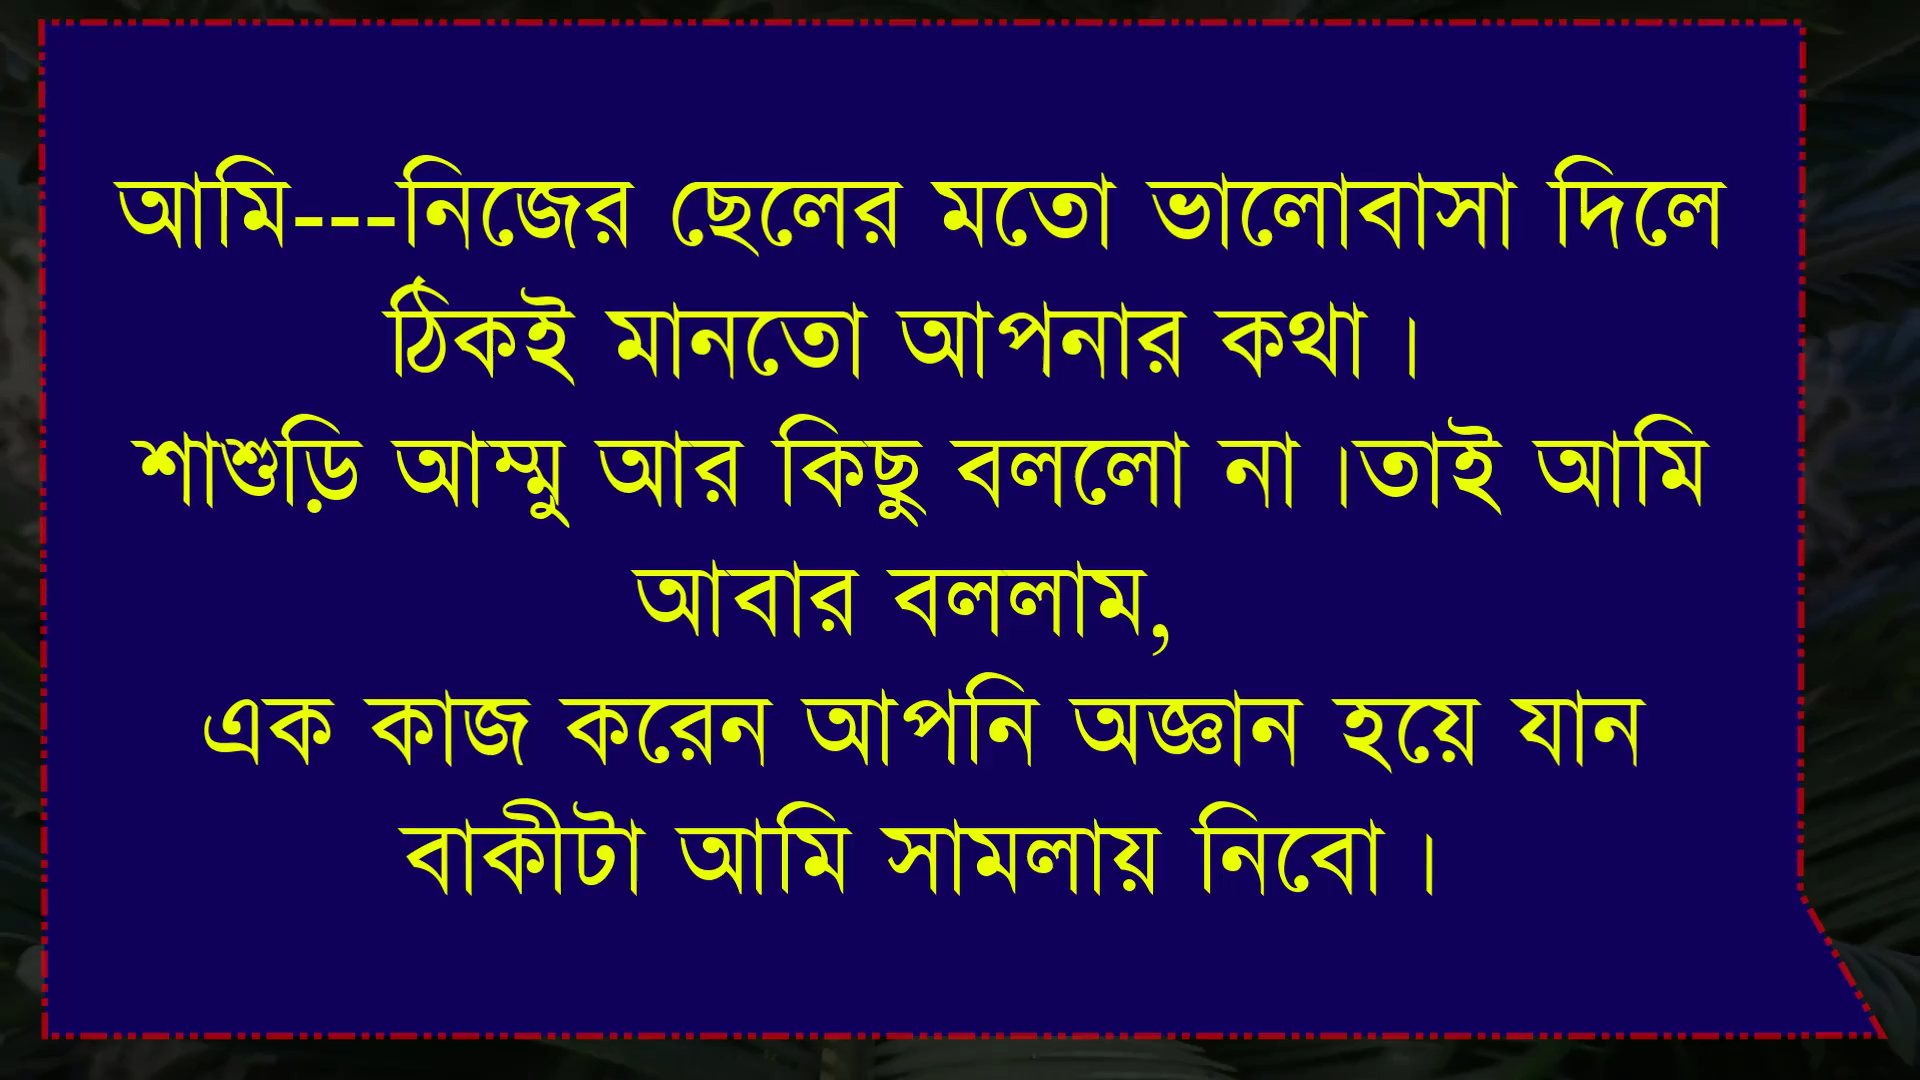 আমি---নিজের ছেলের মতো ভালোবাসা দিলে
ঠিকই মানতো আপনার কথা ।
শাশুড়ি আম্মু আর কিছু বললো না ।তাই আমি
আবার বললাম,
এক কাজ করেন আপনি অজ্ঞান হয়ে যান
বাকীটা আমি সামলায় নিবো ।